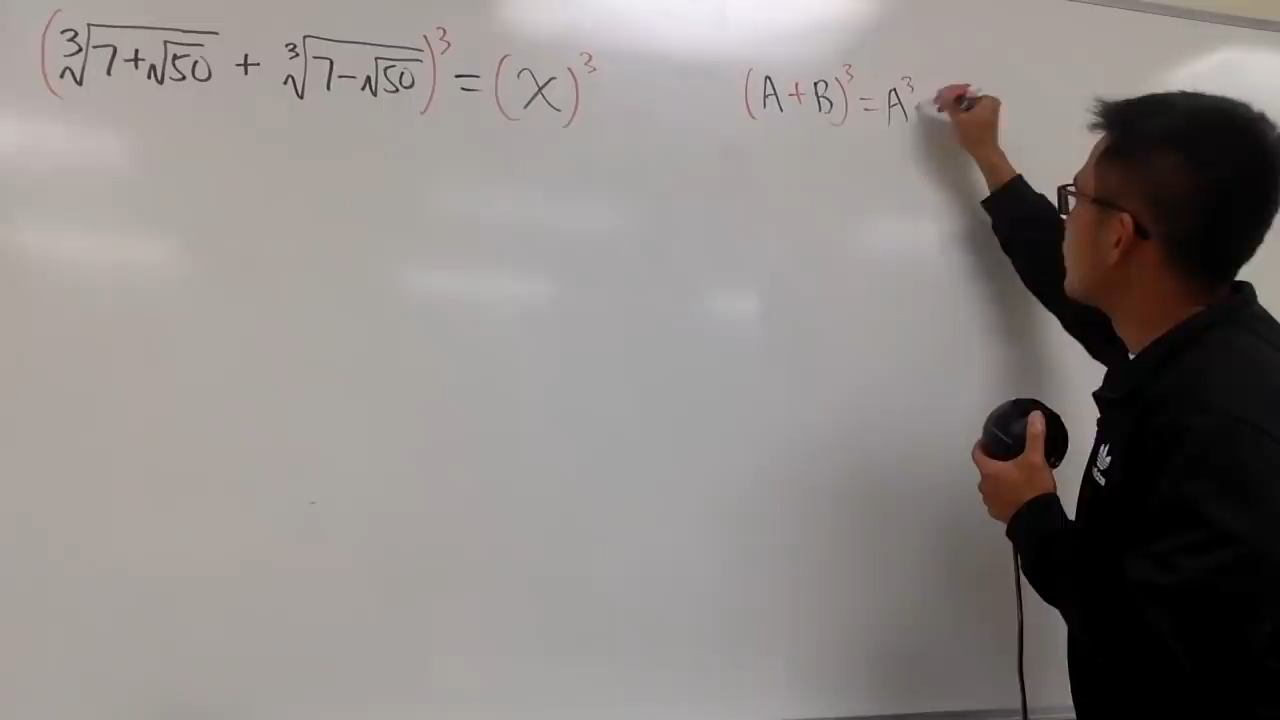 (∛(7+√50) + ∛(7-√50))³ = (x)³
(A+B)³ = A³